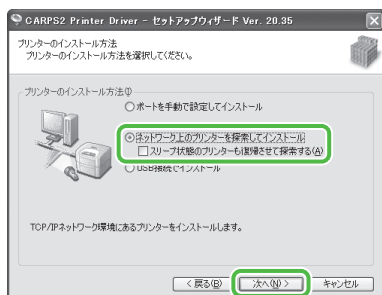 CARPS2 Printer Driver - セットアップウィザード Ver. 20.35
プリンターのインストール方法
プリンターのインストール方法を選択してください。
プリンターのインストール方法(I)
ポートを手動で設定してインストール
ネットワーク上のプリンターを探索してインストール
スリープ状態のプリンターも復帰させて探索する(A)
USB接続でインストール
TCP/IPネットワーク環境にあるプリンターをインストールします。
< 戻る(B)
次へ(N) >
キャンセル